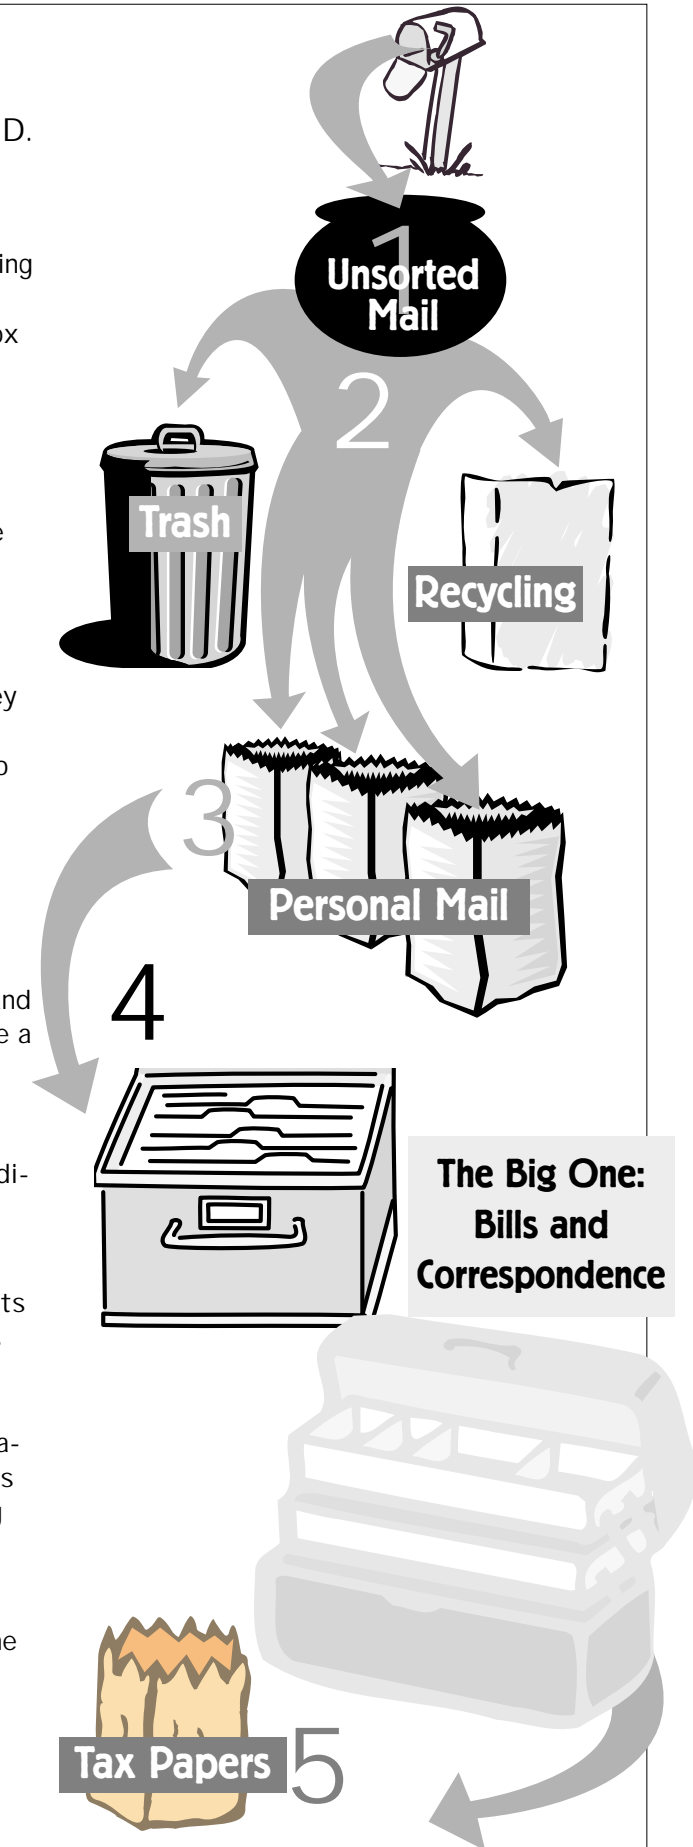 D.
ing
ox
1
Unsorted
Mail
2
Trash
e
Recycling
ey
o
3
Personal Mail
4
and
e a
di-
The Big One:
Bills and
Correspondence
ts
a-
s
g
ne
Tax Papers
5